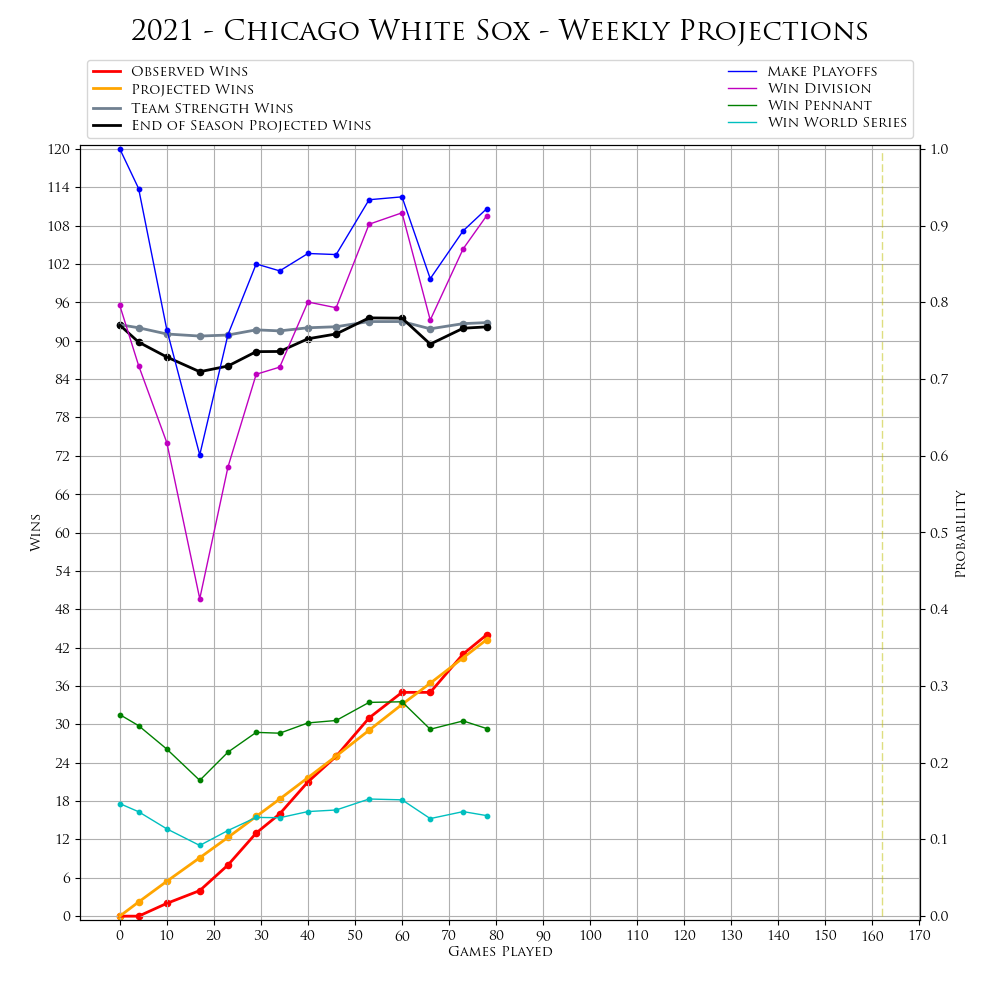 2021 - Chicago White Sox - Weekly Projections
Observed Wins
Projected Wins
Team Strength Wins
End of Season Projected Wins
Make Playoffs
Win Division
Win Pennant
Win World Series
120
114
108
102
96
90
84
78
72
66
60
54
48
42
36
30
24
18
12
6
0
Wins
1.0
0.9
0.8
0.7
0.6
0.5
0.4
0.3
0.2
0.1
0.0
Probability
0 10 20 30 40 50 60 70 80 90 100 110 120 130 140 150 160 170
Games Played